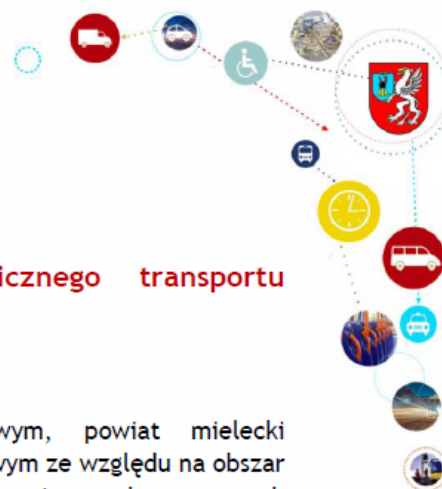 icznego transportu
wym, powiat mielecki
wym ze względu na obszar